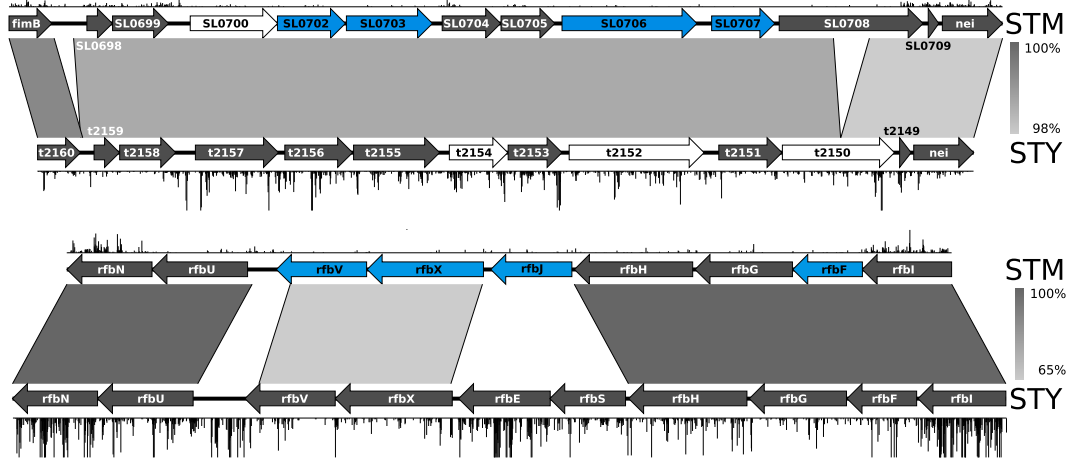 fimB SL0699 SL0700 SL0702 SL0703 SL0704 SL0705 SL0706 SL0707 SL0708 nei STM
SL0698 SL0709 100%
t2159 t2149 98%
t2160 t2158 t2157 t2156 t2155 t2154 t2153 t2152 t2151 t2150 nei STY
rfbN rfbU rfbV rfbX rfbJ rfbH rfbG rfbF rfbI STM
100%
65%
rfbN rfbU rfbV rfbX rfbE rfbS rfbH rfbG rfbF rfbI STY